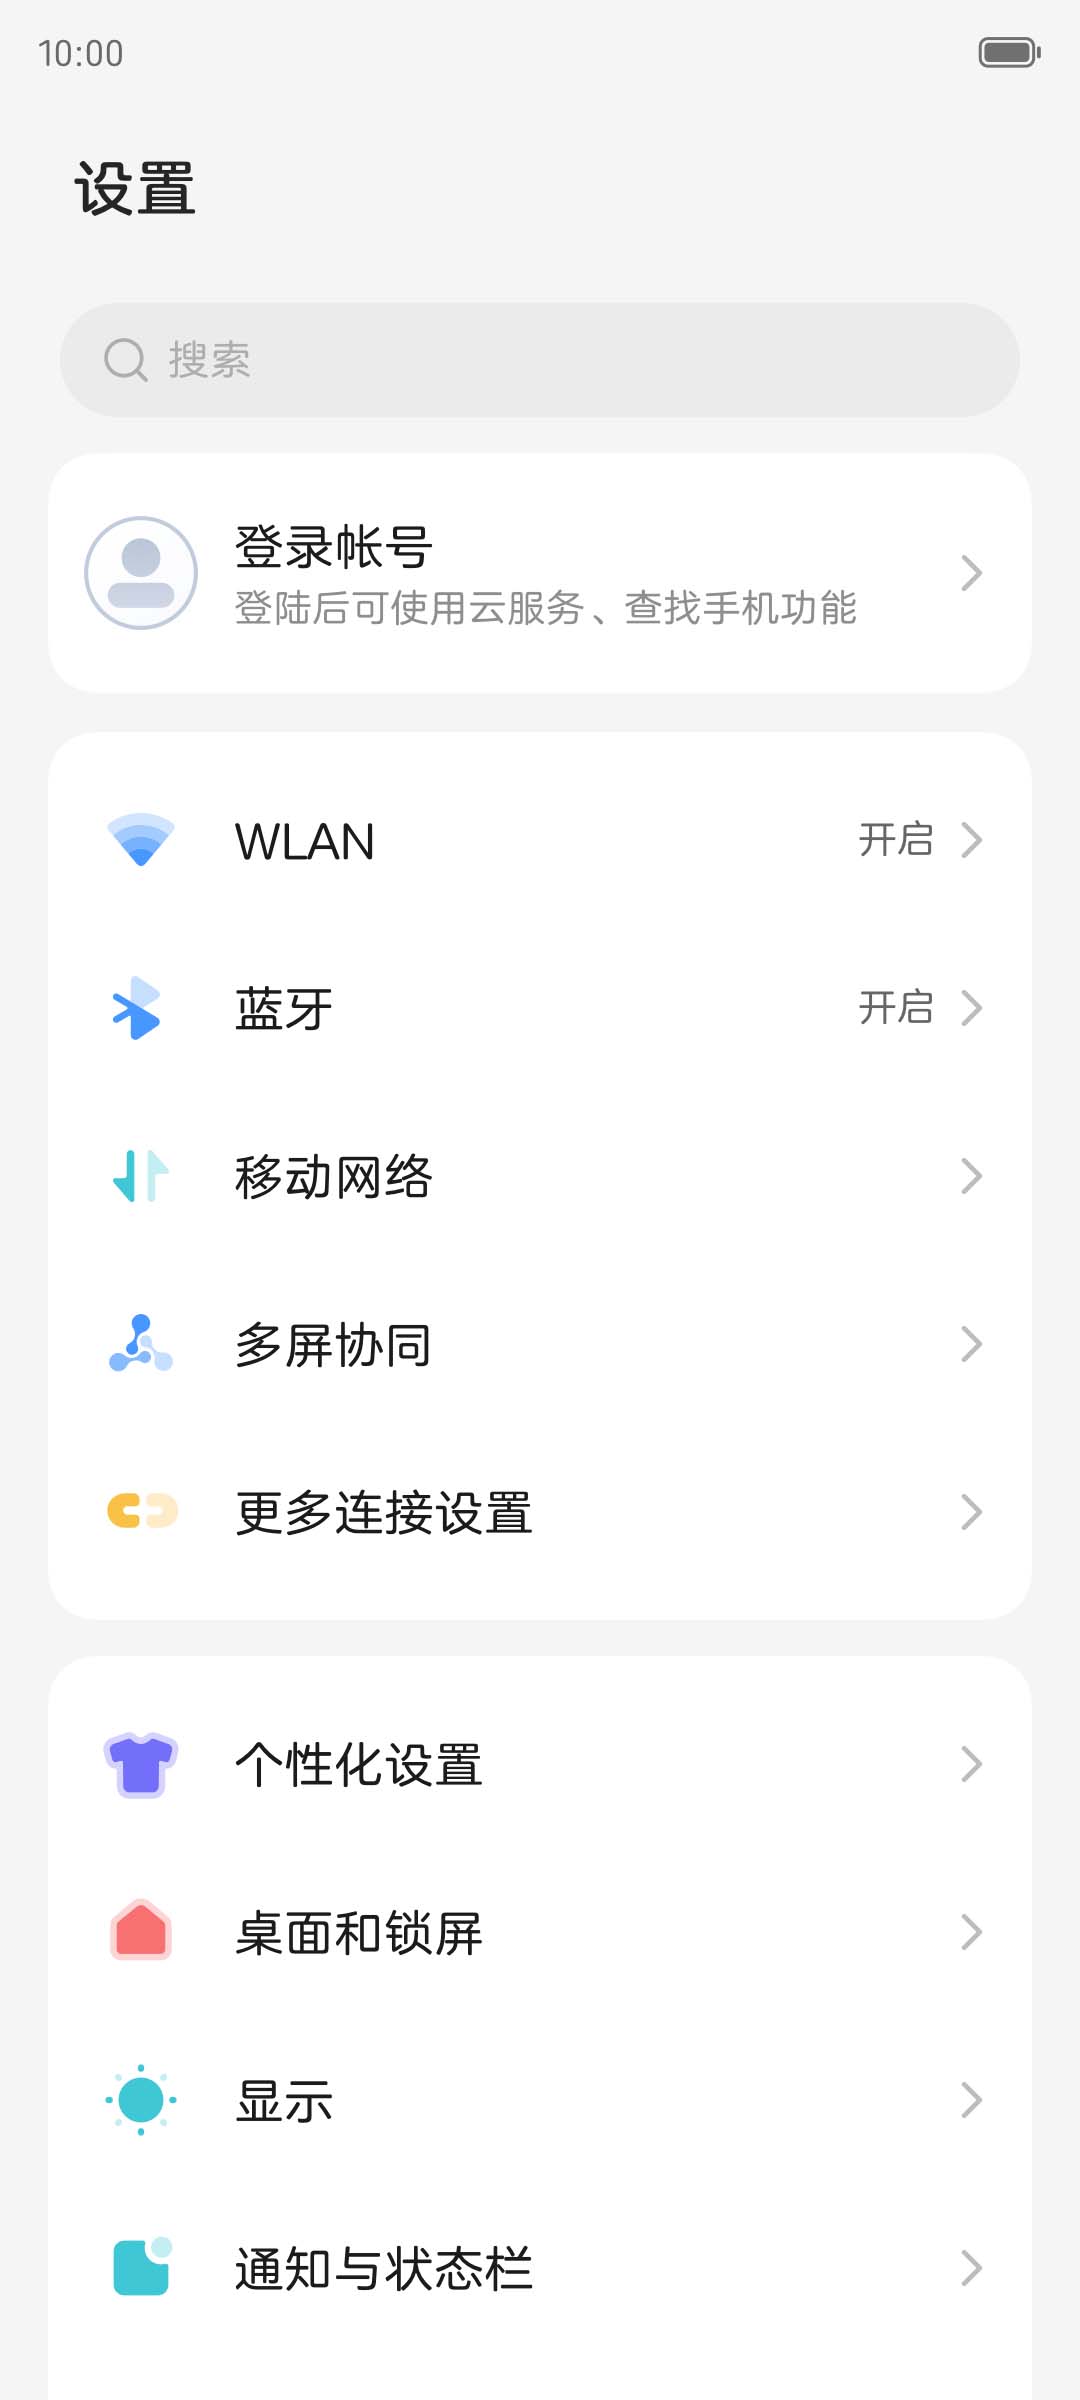 10:00
设置
搜索
登录帐号
登陆后可使用云服务、查找手机功能
WLAN 开启
蓝牙 开启
移动网络
多屏协同
更多连接设置
个性化设置
桌面和锁屏
显示
通知与状态栏